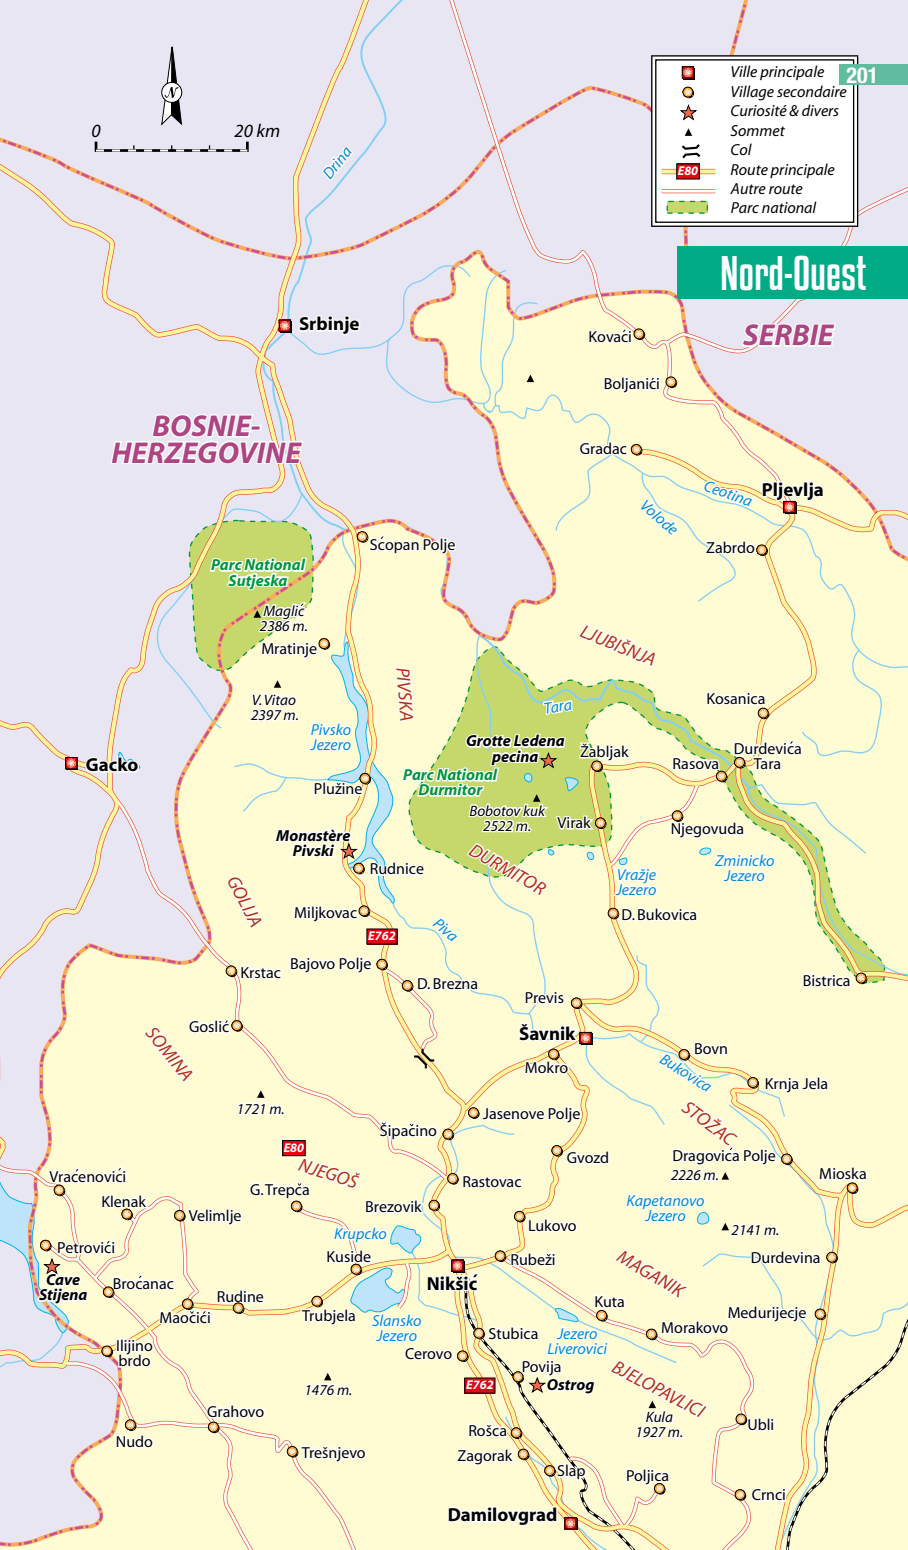 201
Ville principale
Village secondaire
Curiosité & divers
Sommet
Col
E80
Route principale
Autre route
Parc national
Nord-Ouest
N
0
20 km
Drina
Srbinje
SERBIE
Kovaći
Boljanići
BOSNIE-
HERZEGOVINE
Gradac
Ceotina
Pljevlja
Volode
Zabrdo
Sćopan Polje
Parc National
Sutjeska
Maglić
2386 m.
Mratinje
LJUBIŠNJA
V. Vitao
2397 m.
PIVSKA
Kosanica
Tara
Pivsko
Jezero
Grotte Ledena
pecina
Žabljak
Durdevića
Tara
Rasova
Gacko
Parc National
Durmitor
Plužine
Bobotov kuk
2522 m.
Virak
Njegovuda
Monastère
Pivski
Rudnice
DURMITOR
Vražje
Jezero
Zminicko
Jezero
GOLIJA
Miljkovac
D. Bukovica
Piva
E762
Bajovo Polje
Krstac
D. Brezna
Bistrica
Previs
Goslić
Šavnik
SOMINA
Mokro
Bovn
Bukovica
Krnja Jela
1721 m.
Jasenove Polje
STOŽAC
Šipačino
E80
NJEGOŠ
Gvozd
Dragovića Polje
2226 m.
Mioska
Vraćenovići
G. Trepča
Rastovac
Klenak
Velimlje
Brezovik
Lukovo
Kapetanovo
Jezero
2141 m.
Krupcko
Petrovići
Kuside
Rubeži
Durdevina
MAGANIK
Cave
Stijena
Broćanac
Nikšić
Rudine
Maočići
Trubjela
Slansko
Jezero
Kuta
Medurijecje
Stubica
Morakovo
Jezero
Liverovici
Ilijino
brdo
Cerovo
Povija
1476 m.
E762
Ostrog
BJELOPAVLICI
Kula
1927 m.
Grahovo
Ubli
Nudo
Rošca
Trešnjevo
Zagorak
Slap
Poljica
Crnci
Damilovgrad